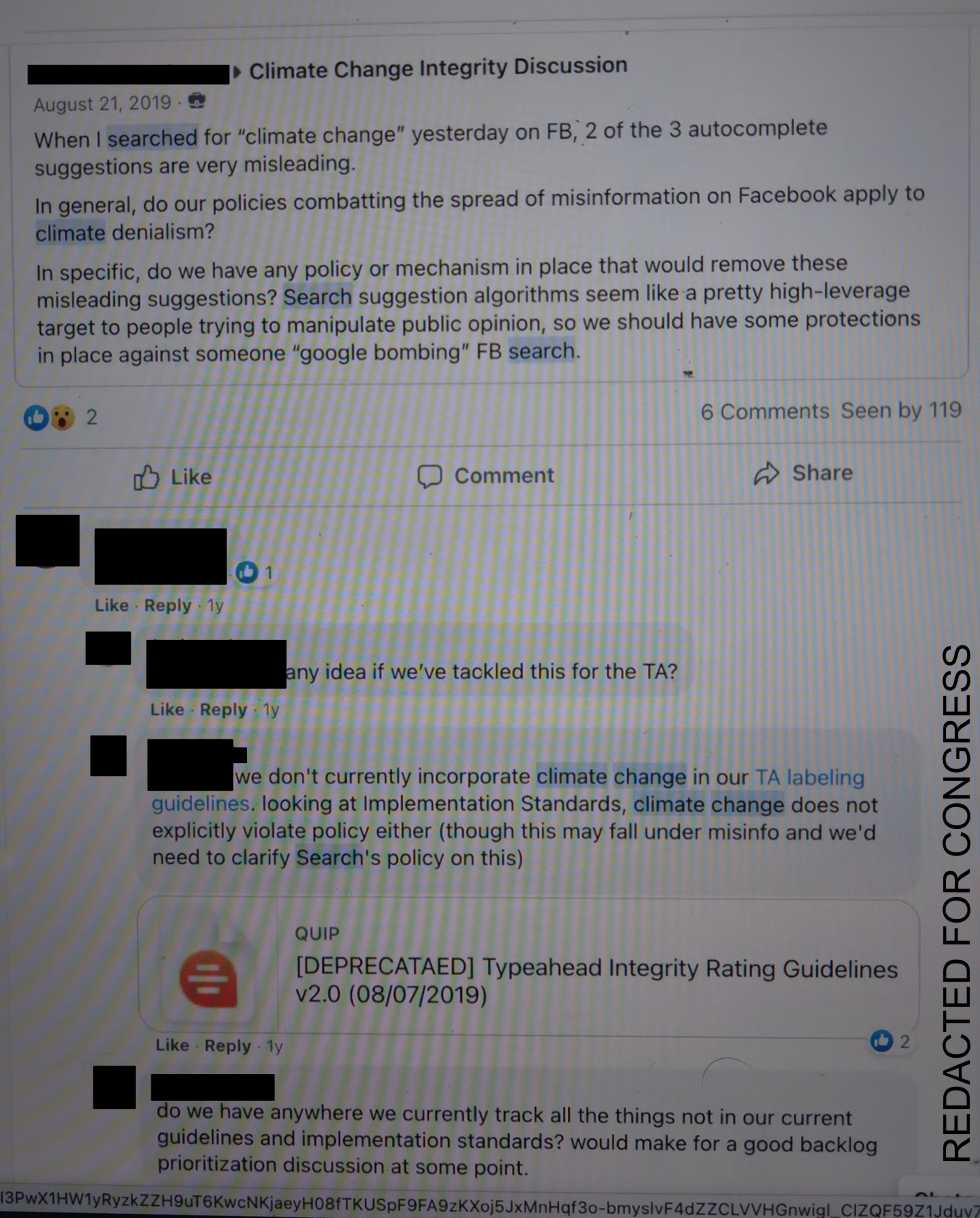 Climate Change Integrity Discussion
August 21, 2019 ·
When I searched for “climate change” yesterday on FB, 2 of the 3 autocomplete
suggestions are very misleading.
In general, do our policies combatting the spread of misinformation on Facebook apply to
climate denialism?
In specific, do we have any policy or mechanism in place that would remove these
misleading suggestions? Search suggestion algorithms seem like a pretty high-leverage
target to people trying to manipulate public opinion, so we should have some protections
in place against someone “google bombing” FB search.
2
6 Comments Seen by 119
Like Comment Share
1
Like · Reply · 1y
any idea if we’ve tackled this for the TA?
Like · Reply · 1y
we don't currently incorporate climate change in our TA labeling
guidelines. looking at Implementation Standards, climate change does not
explicitly violate policy either (though this may fall under misinfo and we'd
need to clarify Search's policy on this)
QUIP
[DEPRECATAED] Typeahead Integrity Rating Guidelines
v2.0 (08/07/2019)
Like · Reply · 1y
2
do we have anywhere we currently track all the things not in our current
guidelines and implementation standards? would make for a good backlog
prioritization discussion at some point.
REDACTED FOR CONGRESS